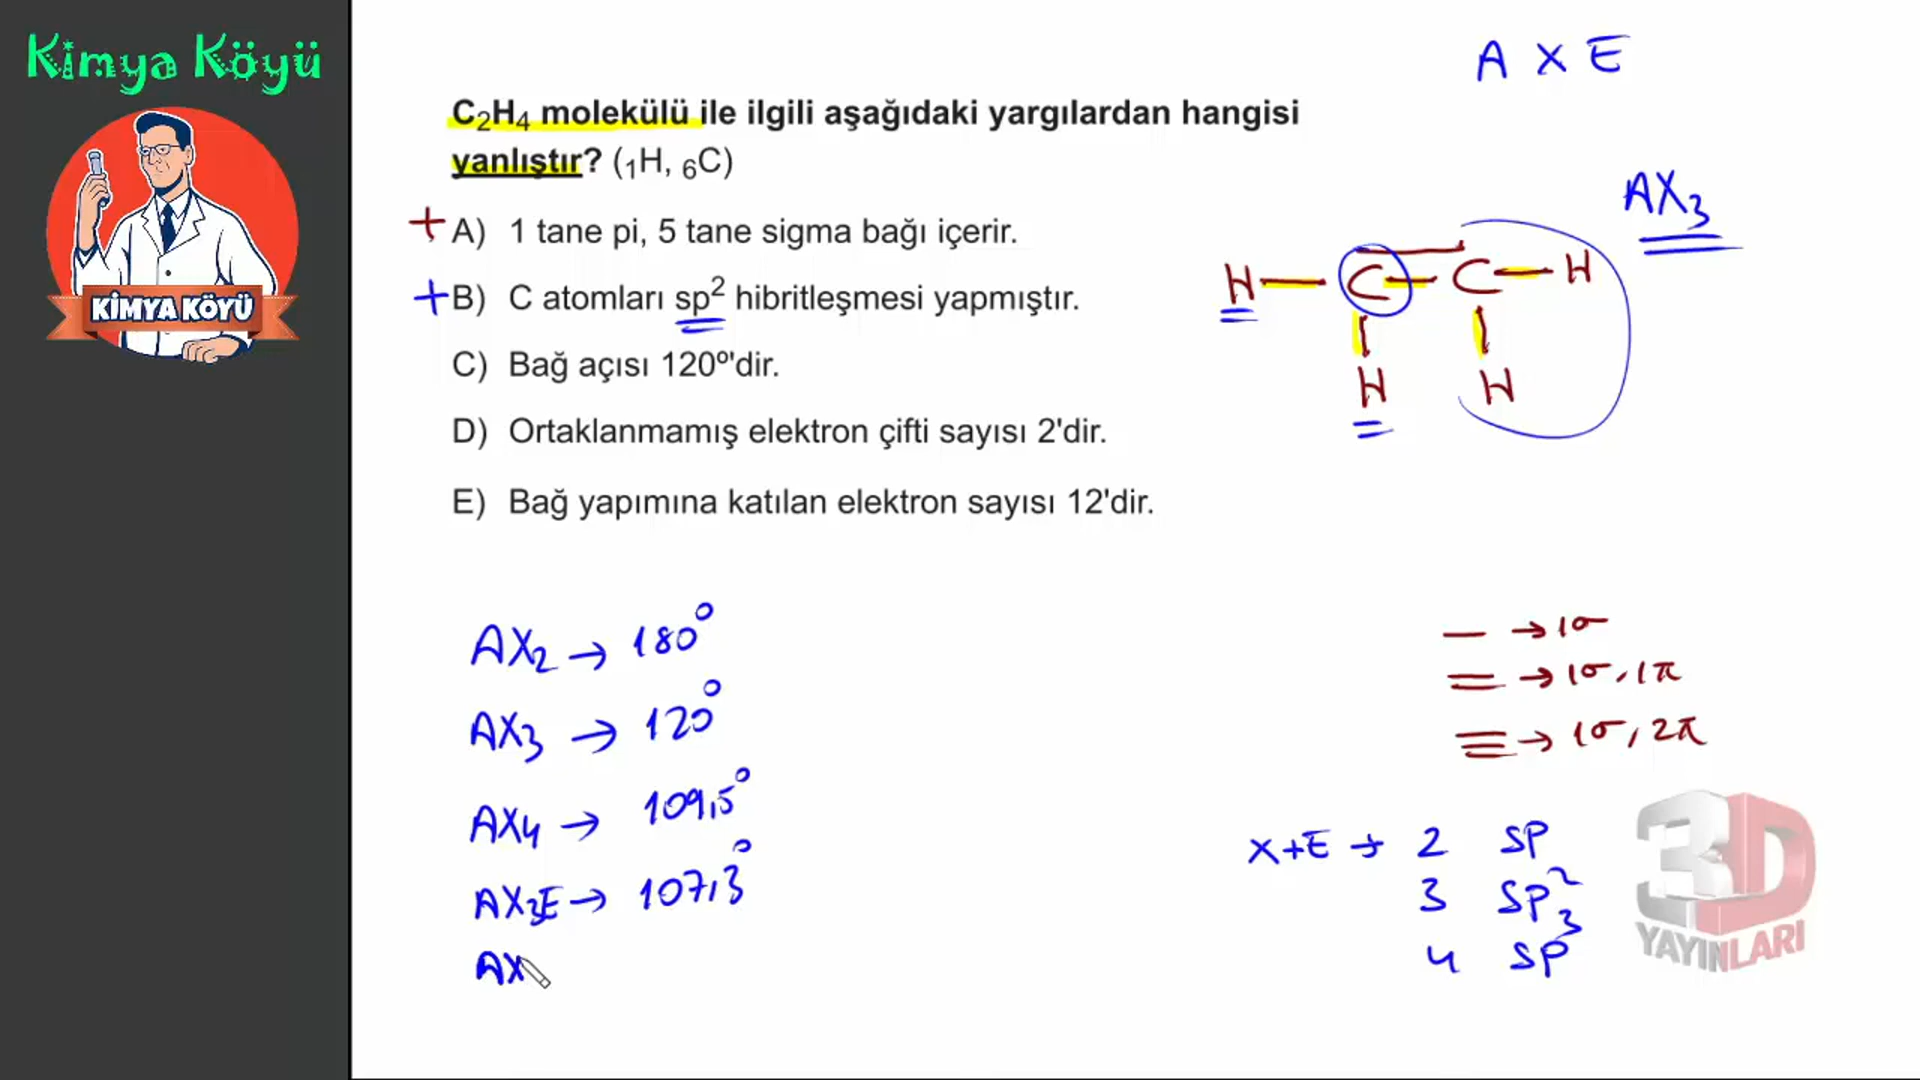 Kimya Köyü
KİMYA KÖYÜ
A X E
C₂H₄ molekülü ile ilgili aşağıdaki yargılardan hangisi
yanlıştır? (₁H, ₆C)
+ A) 1 tane pi, 5 tane sigma bağı içerir.
+ B) C atomları sp² hibritleşmesi yapmıştır.
C) Bağ açısı 120º'dir.
D) Ortaklanmamış elektron çifti sayısı 2'dir.
E) Bağ yapımına katılan elektron sayısı 12'dir.
AX₃
H — C = C — H
H H
AX₂ → 180°
AX₃ → 120°
AX₄ → 109,5°
AX₃E → 107,3°
AX
— → 1σ
= → 1σ, 1π
≡ → 1σ, 2π
X+E → 2 SP
3 SP²
4 SP³
3D
YAYINLARI